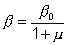 β = β₀ / (1 + μ)